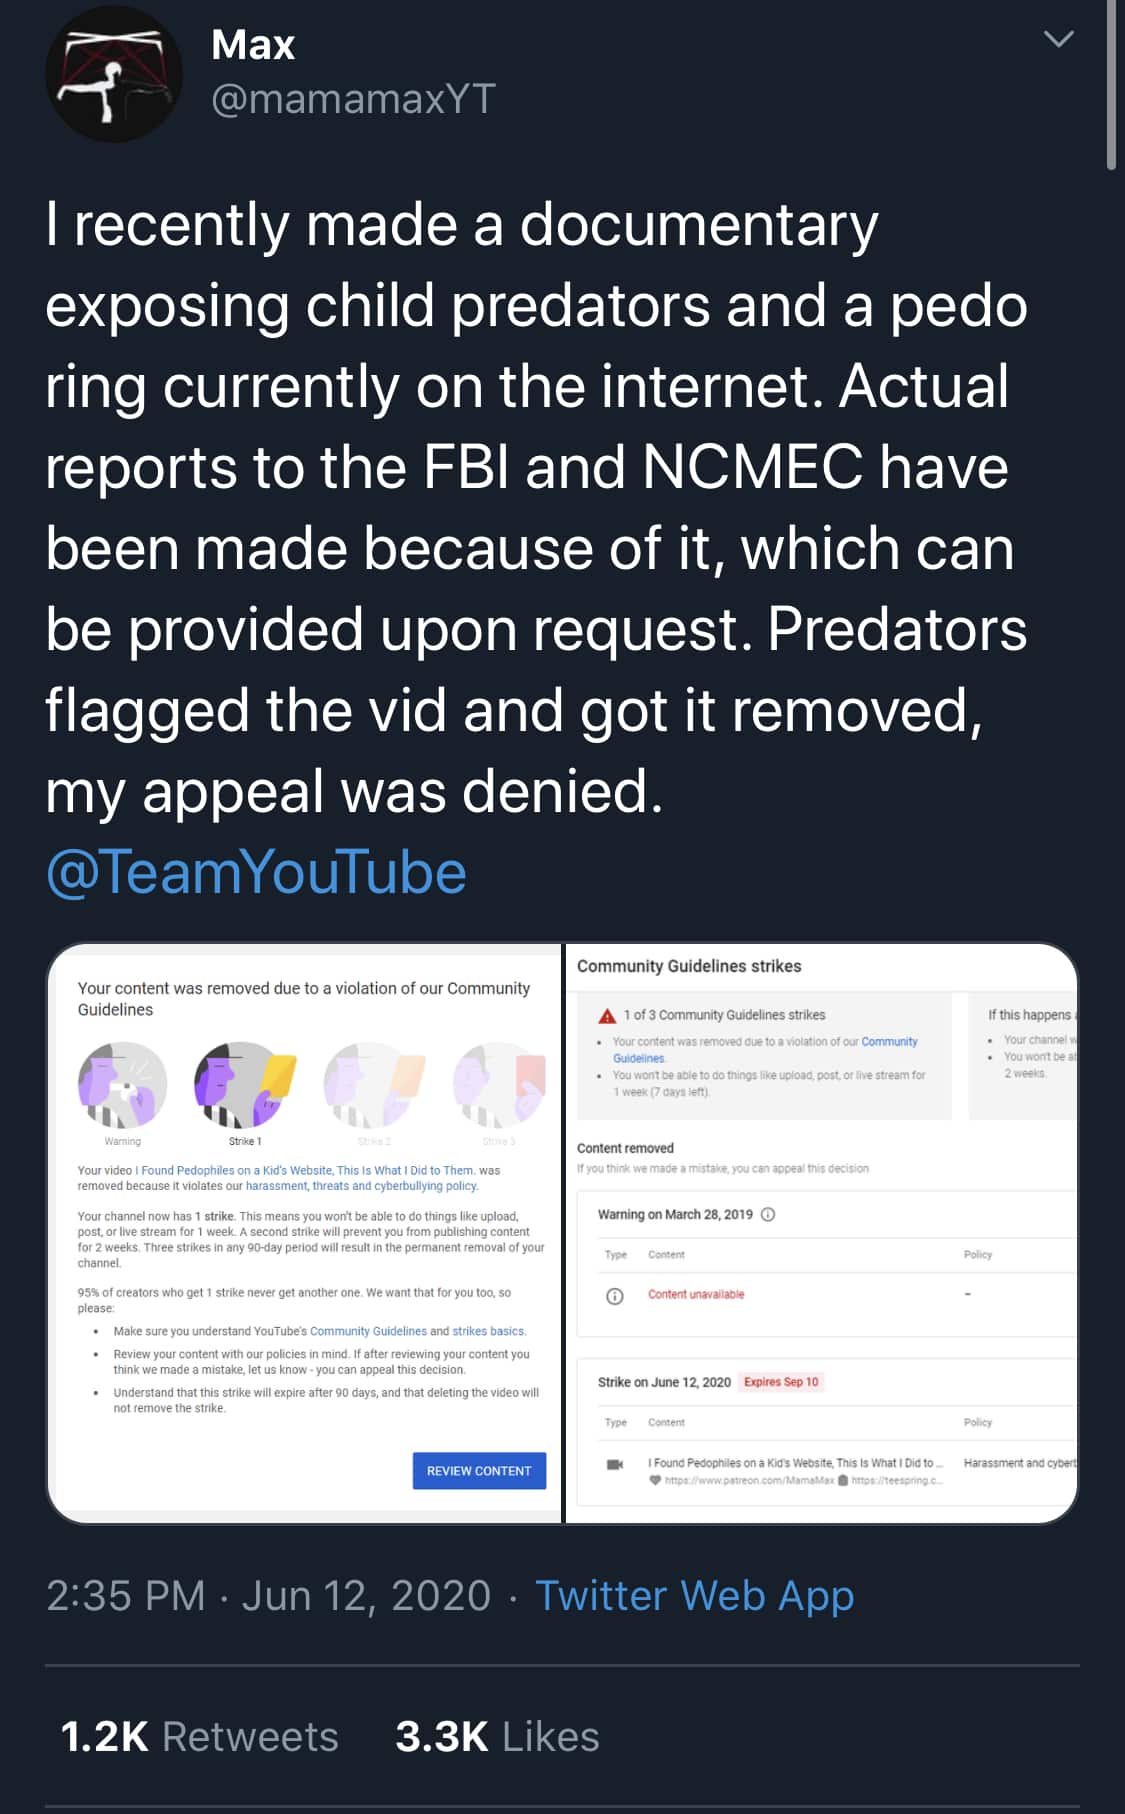 Max
@mamamaxYT
I recently made a documentary
exposing child predators and a pedo
ring currently on the internet. Actual
reports to the FBI and NCMEC have
been made because of it, which can
be provided upon request. Predators
flagged the vid and got it removed,
my appeal was denied.
@TeamYouTube
Your content was removed due to a violation of our Community
Guidelines
Warning
Strike 1
Strike 2
Strike 3
Your video I Found Pedophiles on a Kid's Website, This Is What I Did to Them. was
removed because it violates our harassment, threats and cyberbullying policy.
Your channel now has 1 strike. This means you won't be able to do things like upload,
post, or live stream for 1 week. A second strike will prevent you from publishing content
for 2 weeks. Three strikes in any 90-day period will result in the permanent removal of your
channel.
95% of creators who get 1 strike never get another one. We want that for you too, so
please:
• Make sure you understand YouTube's Community Guidelines and strikes basics.
• Review your content with our policies in mind. If after reviewing your content you
think we made a mistake, let us know - you can appeal this decision.
• Understand that this strike will expire after 90 days, and that deleting the video will
not remove the strike.
REVIEW CONTENT
Community Guidelines strikes
1 of 3 Community Guidelines strikes
• Your content was removed due to a violation of our Community
Guidelines.
• You won't be able to do things like upload, post, or live stream for
1 week (7 days left).
If this happens
• Your channel
• You won't be
2 weeks.
Content removed
If you think we made a mistake, you can appeal this decision
Warning on March 28, 2019
Type Content Policy
Content unavailable -
Strike on June 12, 2020 Expires Sep 10
Type Content Policy
I Found Pedophiles on a Kid's Website, This Is What I Did to ... Harassment and cybert
https://www.patreon.com/MamaMax https://teespring.c...
2:35 PM · Jun 12, 2020 · Twitter Web App
1.2K Retweets 3.3K Likes